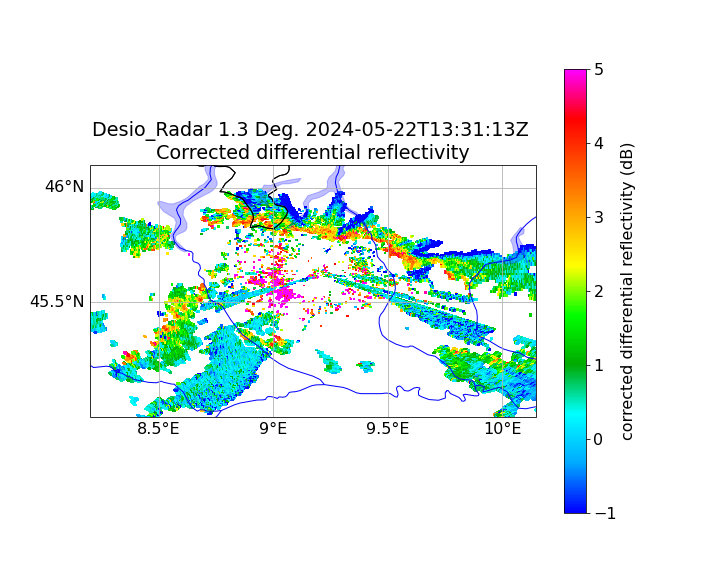 Desio_Radar 1.3 Deg. 2024-05-22T13:31:13Z
Corrected differential reflectivity
46°N
45.5°N
8.5°E
9°E
9.5°E
10°E
5
4
3
2
1
0
−1
corrected differential reflectivity (dB)